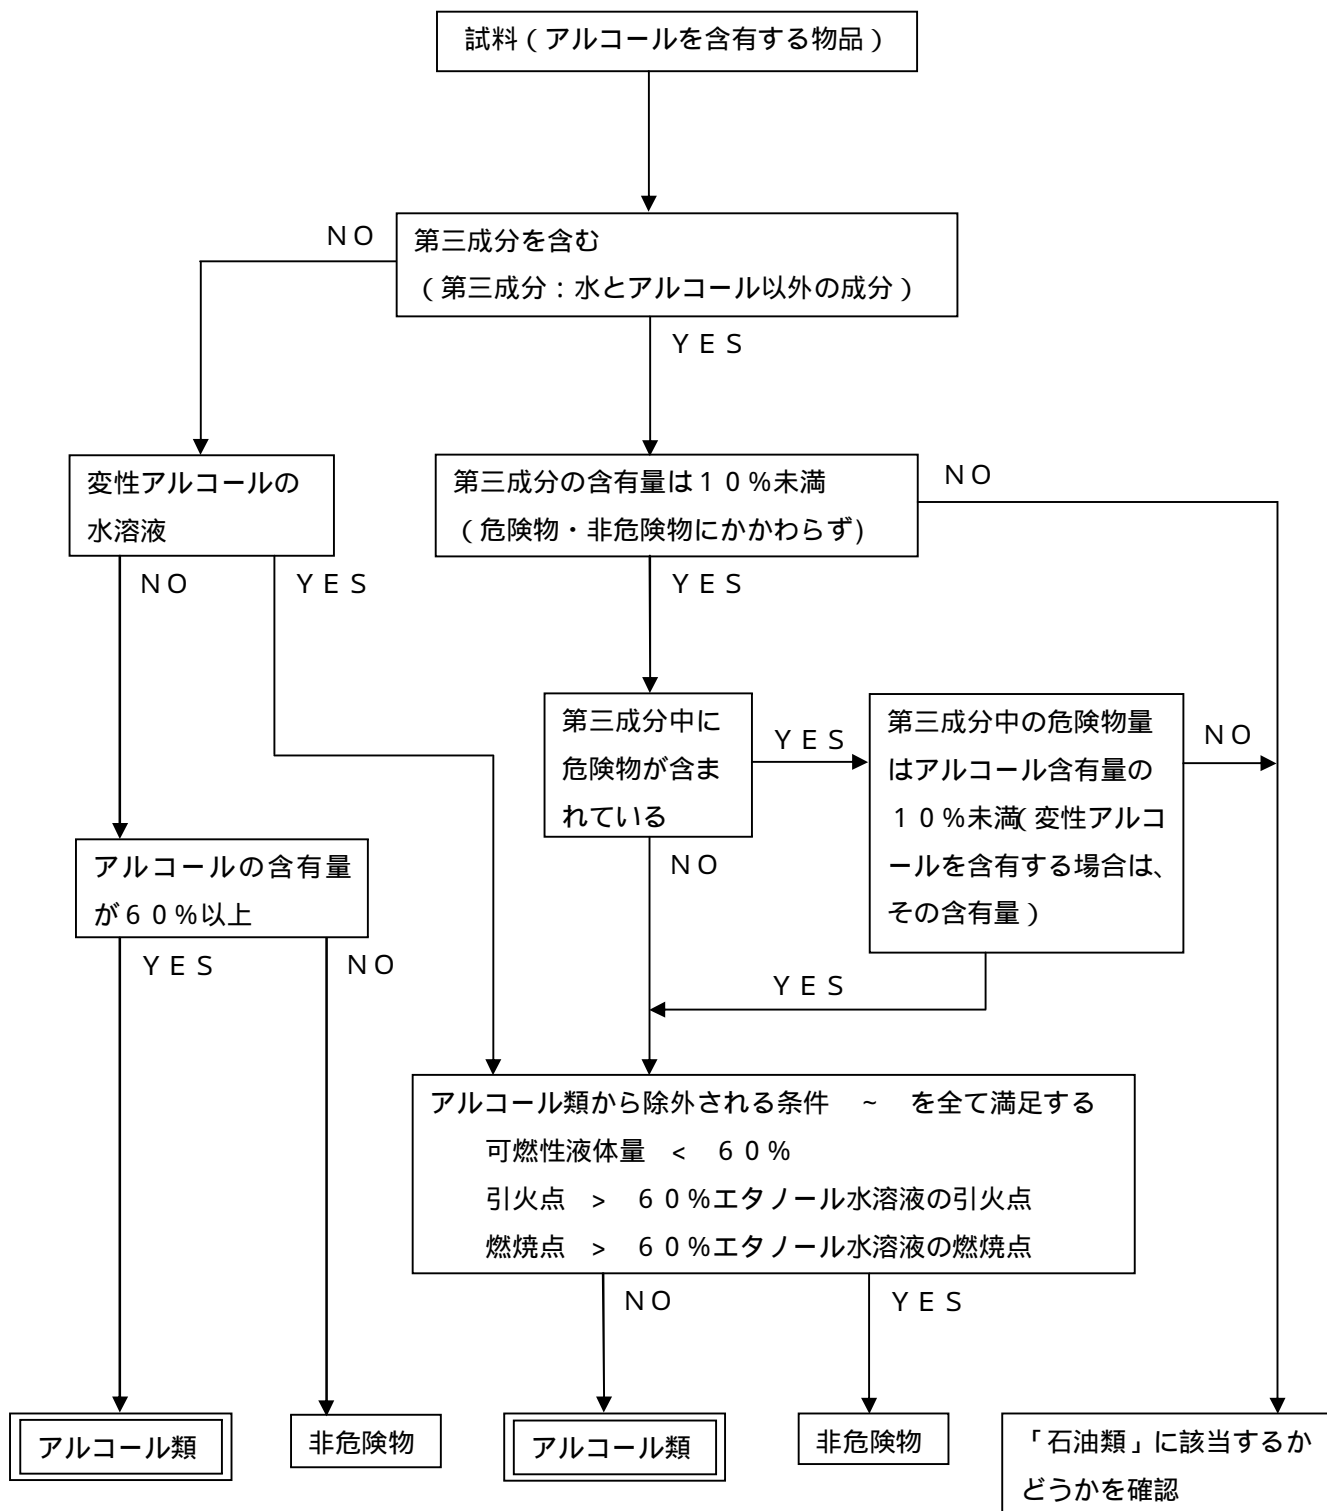 試料（アルコールを含有する物品）
NO
第三成分を含む
（第三成分：水とアルコール以外の成分）
YES
変性アルコールの
水溶液
第三成分の含有量は１０％未満
（危険物・非危険物にかかわらず)
NO
NO
YES
YES
第三成分中に
危険物が含ま
れている
YES
第三成分中の危険物量
はアルコール含有量の
１０％未満（変性アルコ
ールを含有する場合は、
その含有量）
NO
アルコールの含有量
が６０％以上
NO
YES
NO
YES
アルコール類から除外される条件　~　を全て満足する
可燃性液体量　<　６０％
引火点　>　６０％エタノール水溶液の引火点
燃焼点　>　６０％エタノール水溶液の燃焼点
NO
YES
アルコール類
非危険物
アルコール類
非危険物
「石油類」に該当するか
どうかを確認